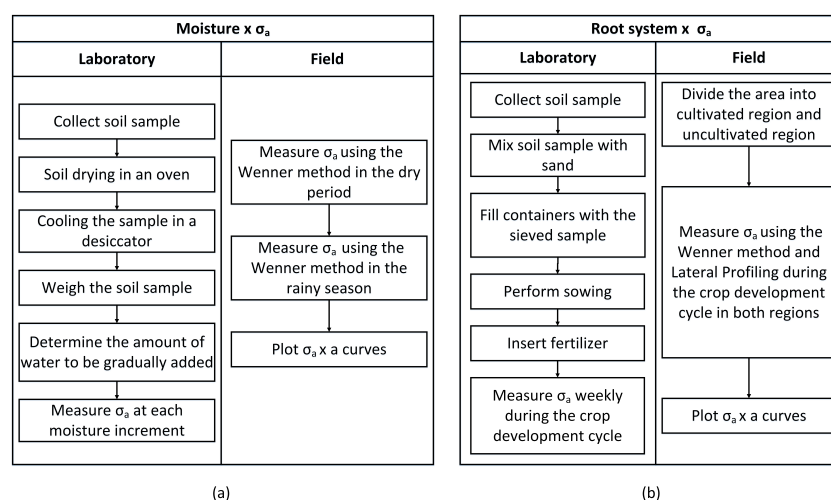 Moisture x σₐ
Laboratory
Field
Collect soil sample
Soil drying in an oven
Cooling the sample in a
desiccator
Weigh the soil sample
Determine the amount of
water to be gradually added
Measure σₐ at each
moisture increment
Measure σₐ using the
Wenner method in the dry
period
Measure σₐ using the
Wenner method in the
rainy season
Plot σₐ x a curves
(a)
Root system x σₐ
Laboratory
Field
Collect soil sample
Mix soil sample with
sand
Fill containers with the
sieved sample
Perform sowing
Insert fertilizer
Measure σₐ weekly
during the crop
development cycle
Divide the area into
cultivated region and
uncultivated region
Measure σₐ using the
Wenner method and
Lateral Profiling during
the crop development
cycle in both regions
Plot σₐ x a curves
(b)